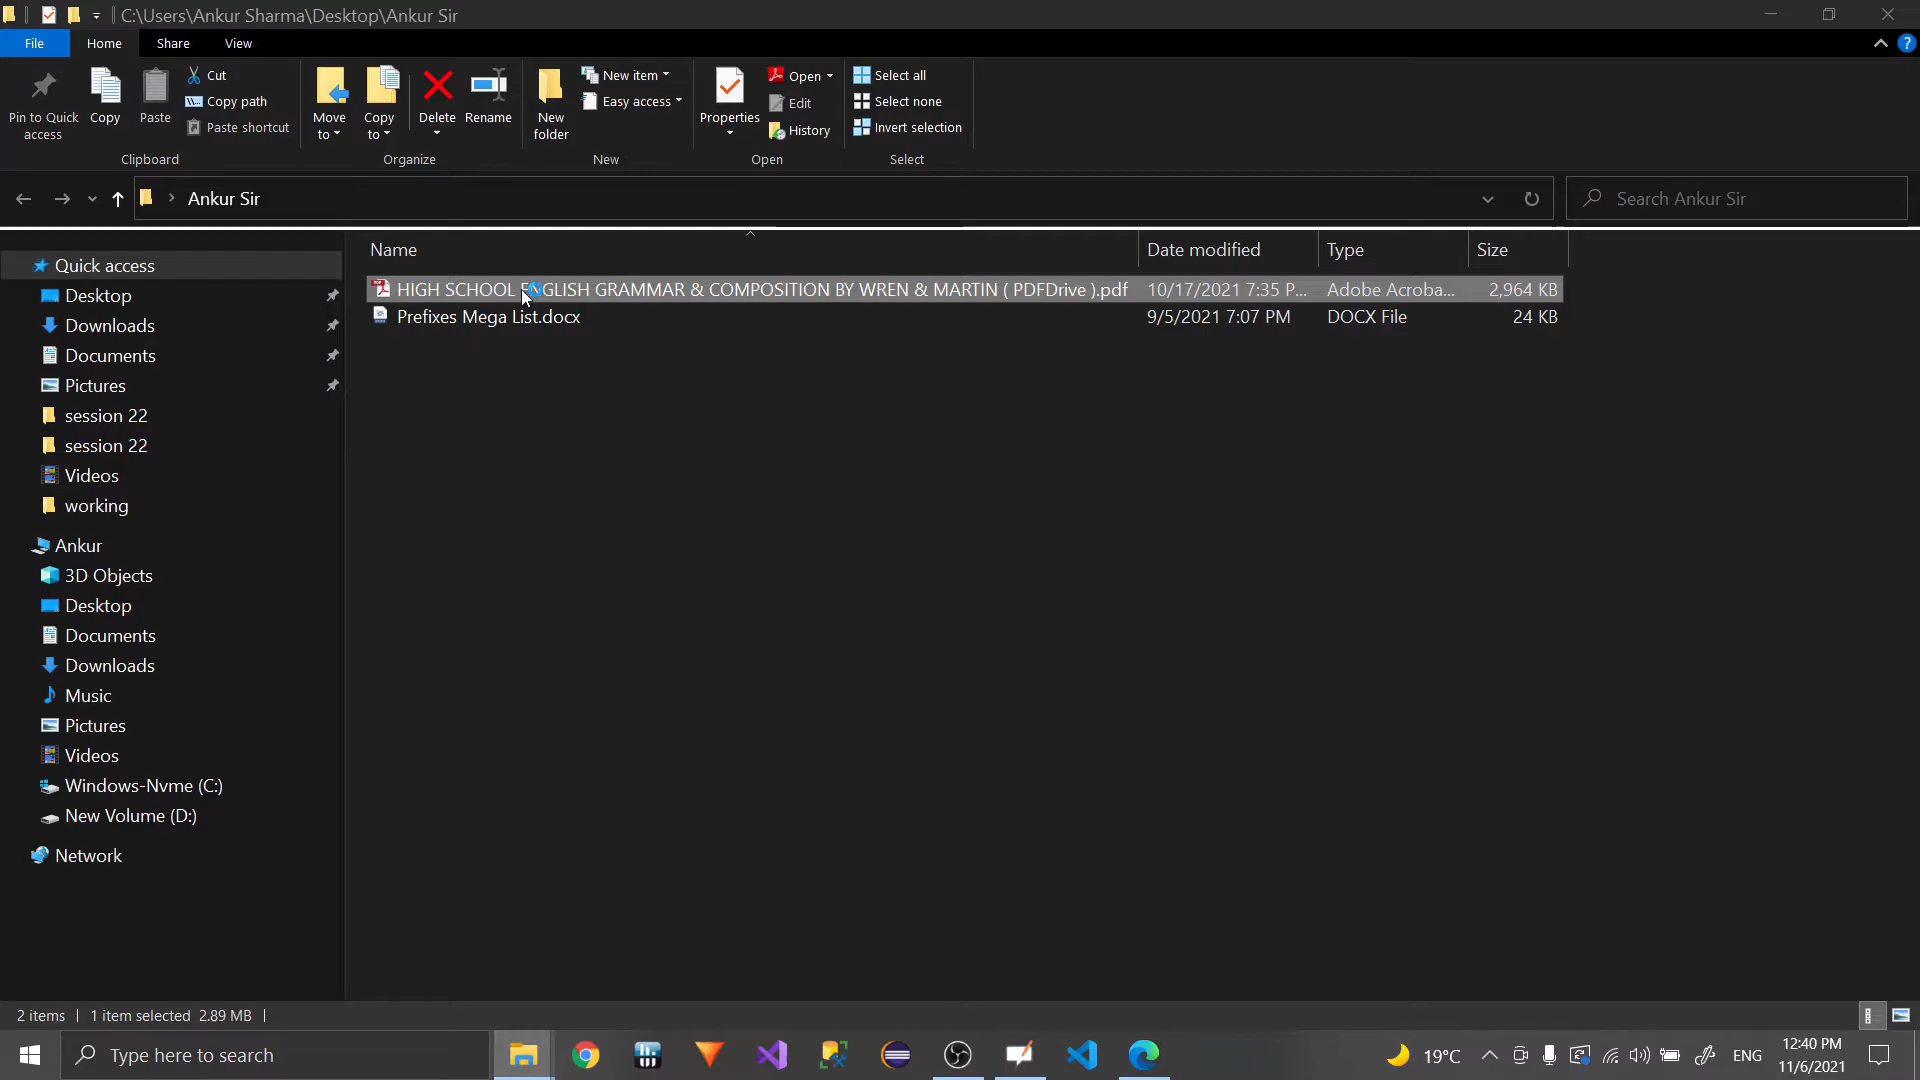 C:\Users\Ankur Sharma\Desktop\Ankur Sir
File Home Share View
Pin to Quick access
Copy
Paste
Cut
Copy path
Paste shortcut
Clipboard
Move to
Copy to
Delete
Rename
Organize
New folder
New item
Easy access
New
Properties
Open
Edit
History
Open
Select all
Select none
Invert selection
Select
Ankur Sir
Search Ankur Sir
Name Date modified Type Size
HIGH SCHOOL ENGLISH GRAMMAR & COMPOSITION BY WREN & MARTIN ( PDFDrive ).pdf 10/17/2021 7:35 P... Adobe Acroba... 2,964 KB
Prefixes Mega List.docx 9/5/2021 7:07 PM DOCX File 24 KB
Quick access
Desktop
Downloads
Documents
Pictures
session 22
session 22
Videos
working
Ankur
3D Objects
Desktop
Documents
Downloads
Music
Pictures
Videos
Windows-Nvme (C:)
New Volume (D:)
Network
2 items 1 item selected 2.89 MB
Type here to search
19°C
ENG
12:40 PM
11/6/2021